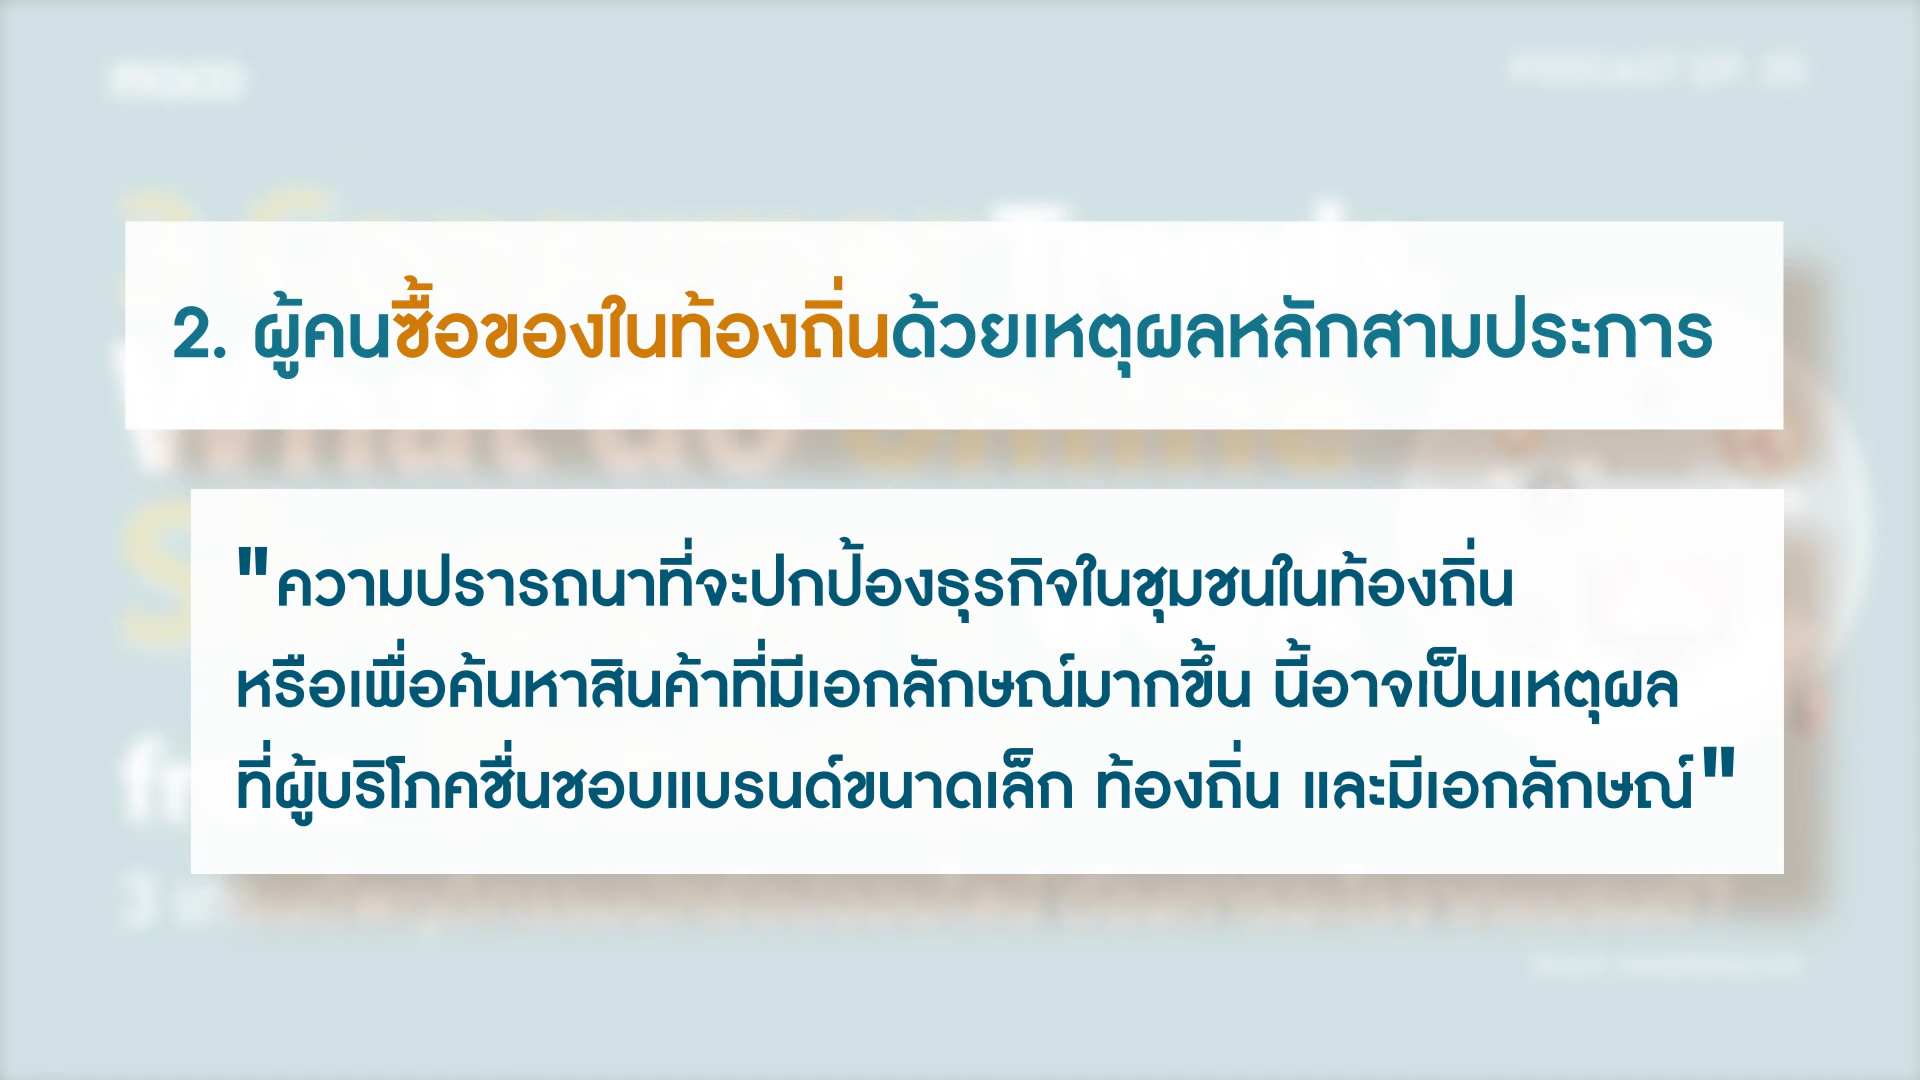 2. ผู้คนซื้อของในท้องถิ่นด้วยเหตุผลหลักสามประการ
"ความปรารถนาที่จะปกป้องธุรกิจในชุมชนในท้องถิ่น
หรือเพื่อค้นหาสินค้าที่มีเอกลักษณ์มากขึ้น นี้อาจเป็นเหตุผล
ที่ผู้บริโภคชื่นชอบแบรนด์ขนาดเล็ก ท้องถิ่น และมีเอกลักษณ์"